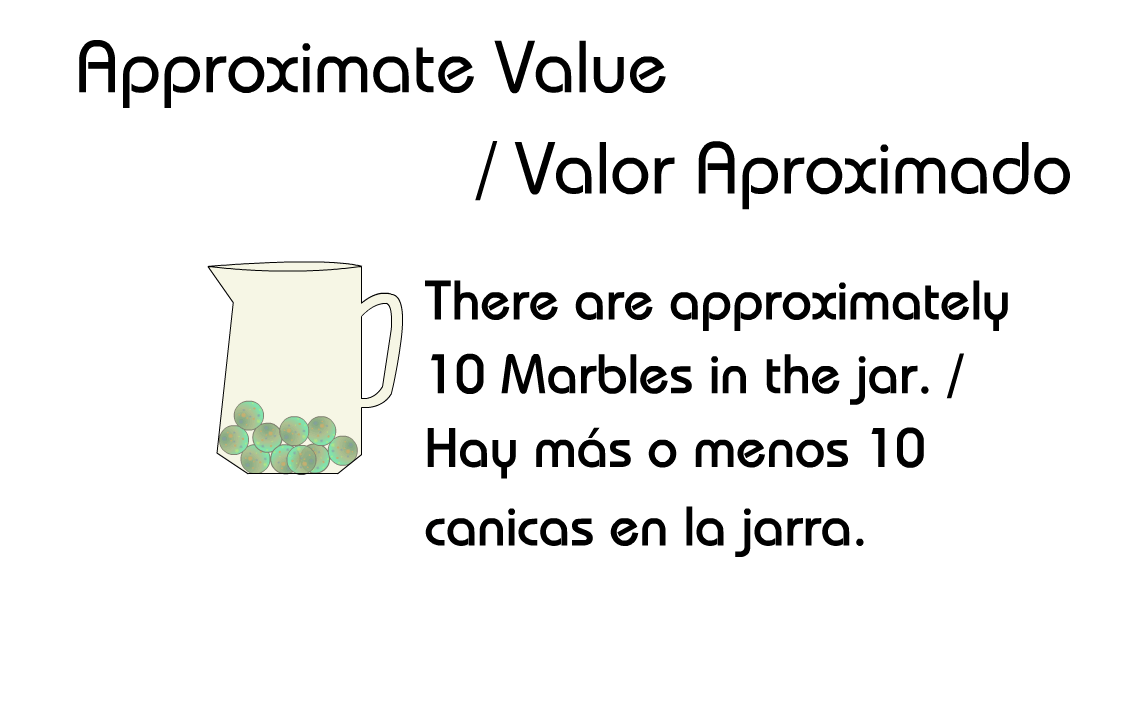 Approximate Value
/ Valor Aproximado
There are approximately
10 Marbles in the jar. /
Hay más o menos 10
canicas en la jarra.